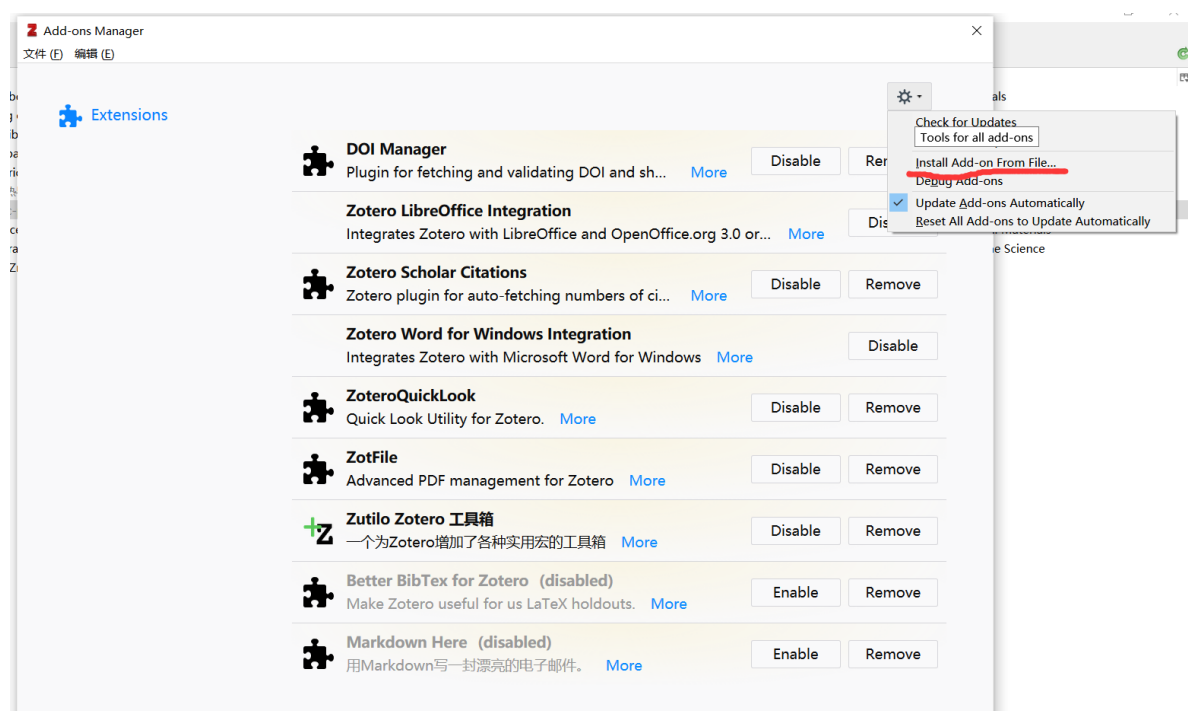 Add-ons Manager
文件 (F) 编辑 (E)
Extensions
Check for Updates
Tools for all add-ons
Install Add-on From File...
Debug Add-ons
Update Add-ons Automatically
Reset All Add-ons to Update Automatically
DOI Manager
Plugin for fetching and validating DOI and sh... More
Disable
Zotero LibreOffice Integration
Integrates Zotero with LibreOffice and OpenOffice.org 3.0 or... More
Zotero Scholar Citations
Zotero plugin for auto-fetching numbers of ci... More
Disable Remove
Zotero Word for Windows Integration
Integrates Zotero with Microsoft Word for Windows More
Disable
ZoteroQuickLook
Quick Look Utility for Zotero. More
Disable Remove
ZotFile
Advanced PDF management for Zotero More
Disable Remove
Zutilo Zotero 工具箱
一个为Zotero增加了各种实用宏的工具箱 More
Disable Remove
Better BibTex for Zotero (disabled)
Make Zotero useful for us LaTeX holdouts. More
Enable Remove
Markdown Here (disabled)
用Markdown写一封漂亮的电子邮件。 More
Enable Remove
Science